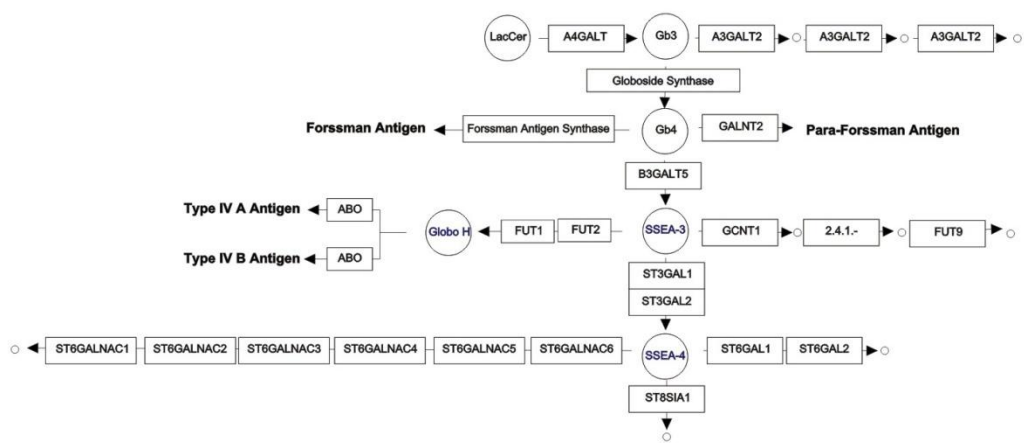 LacCer A4GALT Gb3 A3GALT2 A3GALT2 A3GALT2
Globoside Synthase
Forssman Antigen Forssman Antigen Synthase Gb4 GALNT2 Para-Forssman Antigen
B3GALT5
Type IV A Antigen ABO
Globo H FUT1 FUT2 SSEA-3 GCNT1 2.4.1.- FUT9
Type IV B Antigen ABO
ST3GAL1
ST3GAL2
ST6GALNAC1 ST6GALNAC2 ST6GALNAC3 ST6GALNAC4 ST6GALNAC5 ST6GALNAC6 SSEA-4 ST6GAL1 ST6GAL2
ST8SIA1